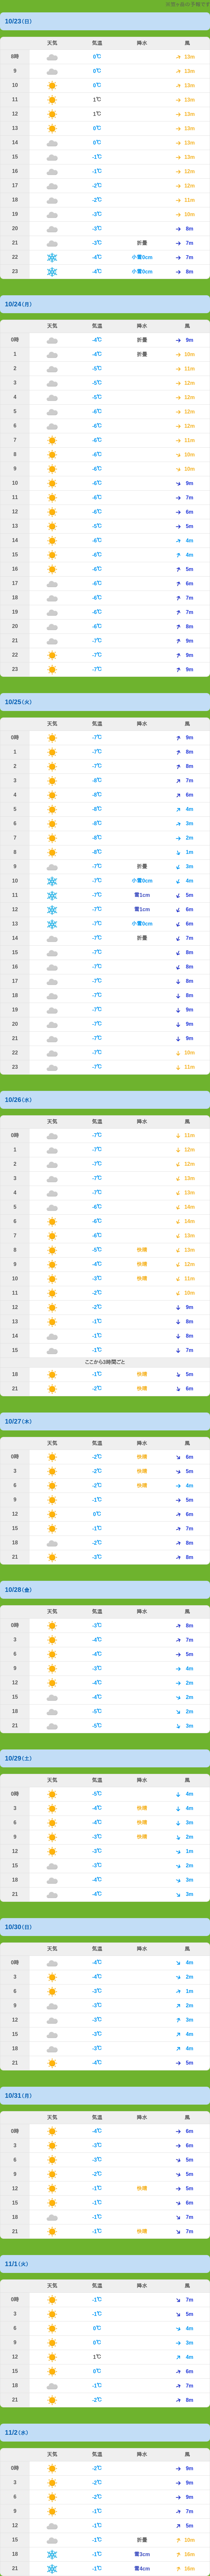 10/23(日)
天気 気温 降水 風
8時 0℃ 13m
9 0℃ 13m
10 0℃ 13m
11 1℃ 13m
12 1℃ 13m
13 0℃ 13m
14 0℃ 13m
15 -1℃ 13m
16 -1℃ 12m
17 -2℃ 12m
18 -2℃ 11m
19 -3℃ 10m
20 -3℃ 8m
21 -3℃ 折曇 7m
22 -4℃ 小雪0cm 7m
23 -4℃ 小雪0cm 8m
10/24(月)
天気 気温 降水 風
0時 -4℃ 折曇 9m
1 -4℃ 折曇 10m
2 -5℃ 11m
3 -5℃ 12m
4 -5℃ 12m
5 -6℃ 12m
6 -6℃ 12m
7 -6℃ 11m
8 -6℃ 10m
9 -6℃ 10m
10 -6℃ 9m
11 -6℃ 7m
12 -6℃ 6m
13 -5℃ 5m
14 -6℃ 4m
15 -6℃ 4m
16 -6℃ 5m
17 -6℃ 6m
18 -6℃ 7m
19 -6℃ 7m
20 -6℃ 8m
21 -7℃ 9m
22 -7℃ 9m
23 -7℃ 9m
10/25(火)
天気 気温 降水 風
0時 -7℃ 9m
1 -7℃ 8m
2 -7℃ 8m
3 -8℃ 7m
4 -8℃ 6m
5 -8℃ 4m
6 -8℃ 3m
7 -8℃ 2m
8 -8℃ 1m
9 -7℃ 折曇 3m
10 -7℃ 小雪0cm 4m
11 -7℃ 雪1cm 5m
12 -7℃ 雪1cm 6m
13 -7℃ 小雪0cm 6m
14 -7℃ 折曇 7m
15 -7℃ 8m
16 -7℃ 8m
17 -7℃ 8m
18 -7℃ 8m
19 -7℃ 9m
20 -7℃ 9m
21 -7℃ 9m
22 -7℃ 10m
23 -7℃ 11m
10/26(水)
天気 気温 降水 風
0時 -7℃ 11m
1 -7℃ 12m
2 -7℃ 12m
3 -7℃ 13m
4 -7℃ 13m
5 -6℃ 14m
6 -6℃ 14m
7 -6℃ 13m
8 -5℃ 快晴 13m
9 -4℃ 快晴 12m
10 -3℃ 快晴 11m
11 -2℃ 10m
12 -2℃ 9m
13 -1℃ 8m
14 -1℃ 8m
15 -1℃ 7m
ここから3時間ごと
18 -1℃ 快晴 5m
21 -2℃ 快晴 6m
10/27(木)
天気 気温 降水 風
0時 -2℃ 快晴 6m
3 -2℃ 快晴 5m
6 -2℃ 快晴 4m
9 -1℃ 5m
12 0℃ 6m
15 -1℃ 7m
18 -2℃ 8m
21 -3℃ 8m
10/28(金)
天気 気温 降水 風
0時 -3℃ 8m
3 -4℃ 7m
6 -4℃ 5m
9 -3℃ 4m
12 -4℃ 2m
15 -4℃ 2m
18 -5℃ 2m
21 -5℃ 3m
10/29(土)
天気 気温 降水 風
0時 -5℃ 4m
3 -4℃ 快晴 4m
6 -4℃ 快晴 3m
9 -3℃ 快晴 2m
12 -3℃ 1m
15 -3℃ 2m
18 -4℃ 3m
21 -4℃ 3m
10/30(日)
天気 気温 降水 風
0時 -4℃ 4m
3 -4℃ 2m
6 -3℃ 1m
9 -3℃ 2m
12 -3℃ 3m
15 -3℃ 4m
18 -3℃ 4m
21 -4℃ 5m
10/31(月)
天気 気温 降水 風
0時 -4℃ 6m
3 -3℃ 6m
6 -3℃ 5m
9 -2℃ 5m
12 -1℃ 快晴 5m
15 -1℃ 6m
18 -1℃ 7m
21 -1℃ 快晴 7m
11/1(火)
天気 気温 降水 風
0時 -1℃ 7m
3 -1℃ 5m
6 0℃ 4m
9 0℃ 3m
12 1℃ 4m
15 0℃ 6m
18 -1℃ 7m
21 -2℃ 8m
11/2(水)
天気 気温 降水 風
0時 -2℃ 9m
3 -2℃ 9m
6 -2℃ 9m
9 -1℃ 7m
12 -1℃ 5m
15 -1℃ 折曇 10m
18 -1℃ 雪3cm 16m
21 -1℃ 雪4cm 16m